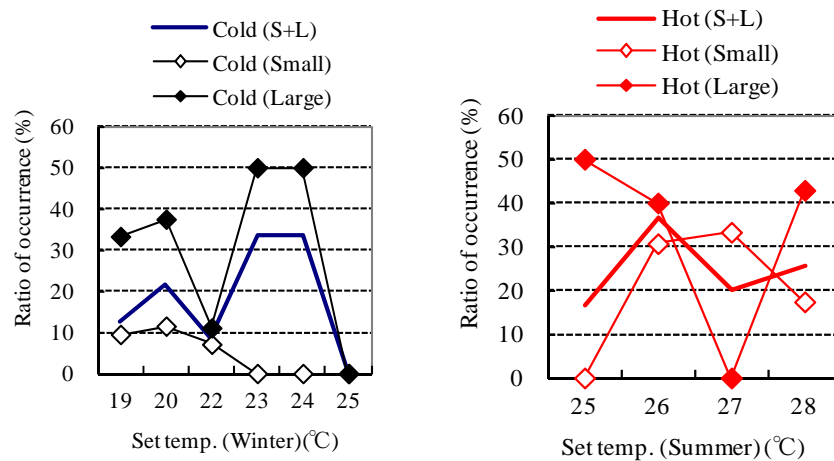 Cold (S+L)
Cold (Small)
Cold (Large)
60
50
40
30
20
10
0
Ratio of occurrence (%)
19 20 22 23 24 25
Set temp. (Winter)(℃)
Hot (S+L)
Hot (Small)
Hot (Large)
60
50
40
30
20
10
0
Ratio of occurrence (%)
25 26 27 28
Set temp. (Summer)(℃)